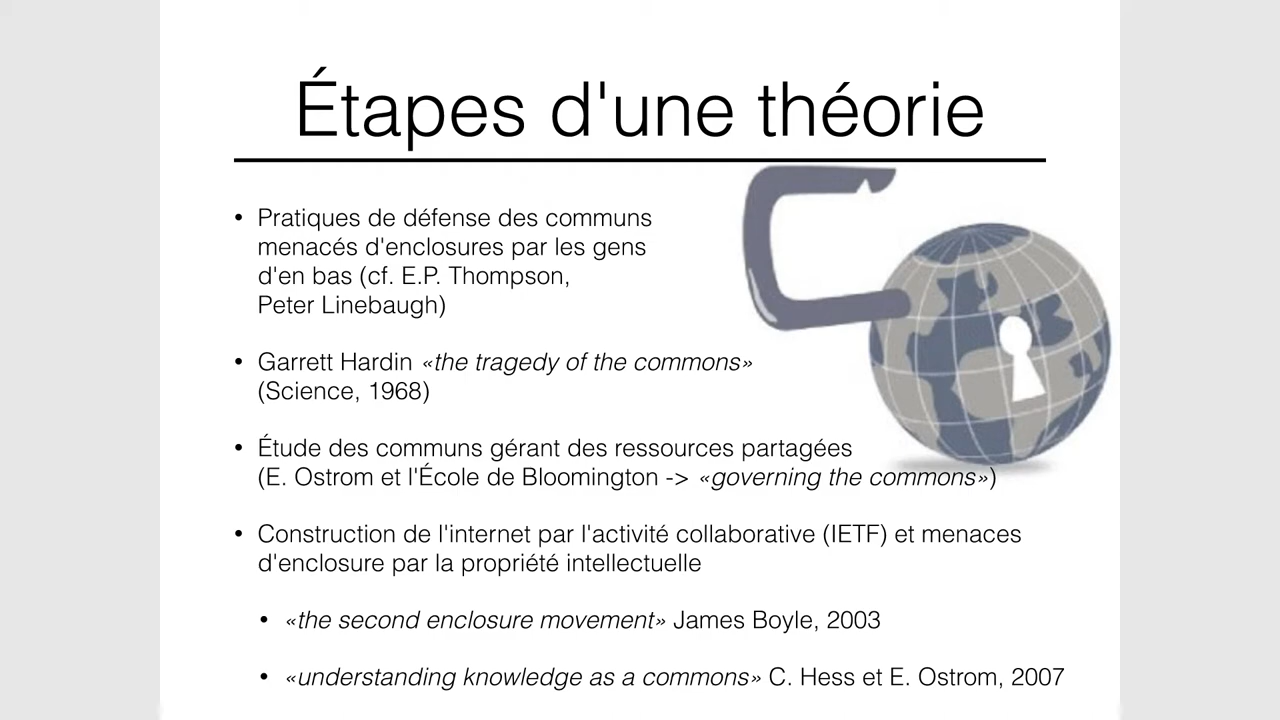 Étapes d'une théorie
• Pratiques de défense des communs
menacés d'enclosures par les gens
d'en bas (cf. E.P. Thompson,
Peter Linebaugh)
• Garrett Hardin «the tragedy of the commons»
(Science, 1968)
• Étude des communs gérant des ressources partagées
(E. Ostrom et l'École de Bloomington -> «governing the commons»)
• Construction de l'internet par l'activité collaborative (IETF) et menaces
d'enclosure par la propriété intellectuelle
• «the second enclosure movement» James Boyle, 2003
• «understanding knowledge as a commons» C. Hess et E. Ostrom, 2007